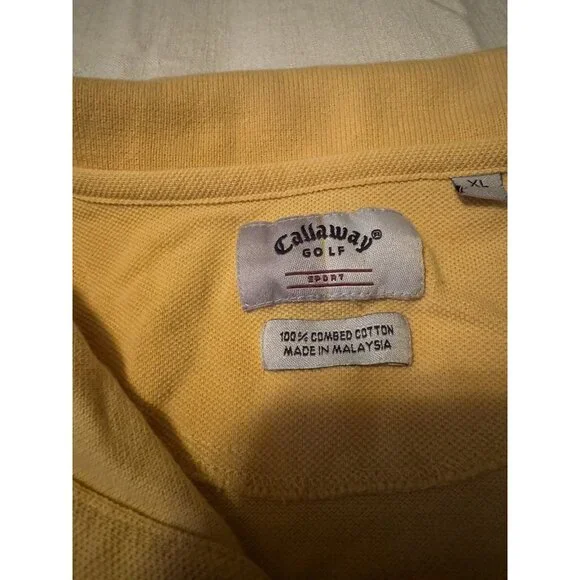 Callaway®
GOLF
SPORT
XL
100% COMBED COTTON
MADE IN MALAYSIA